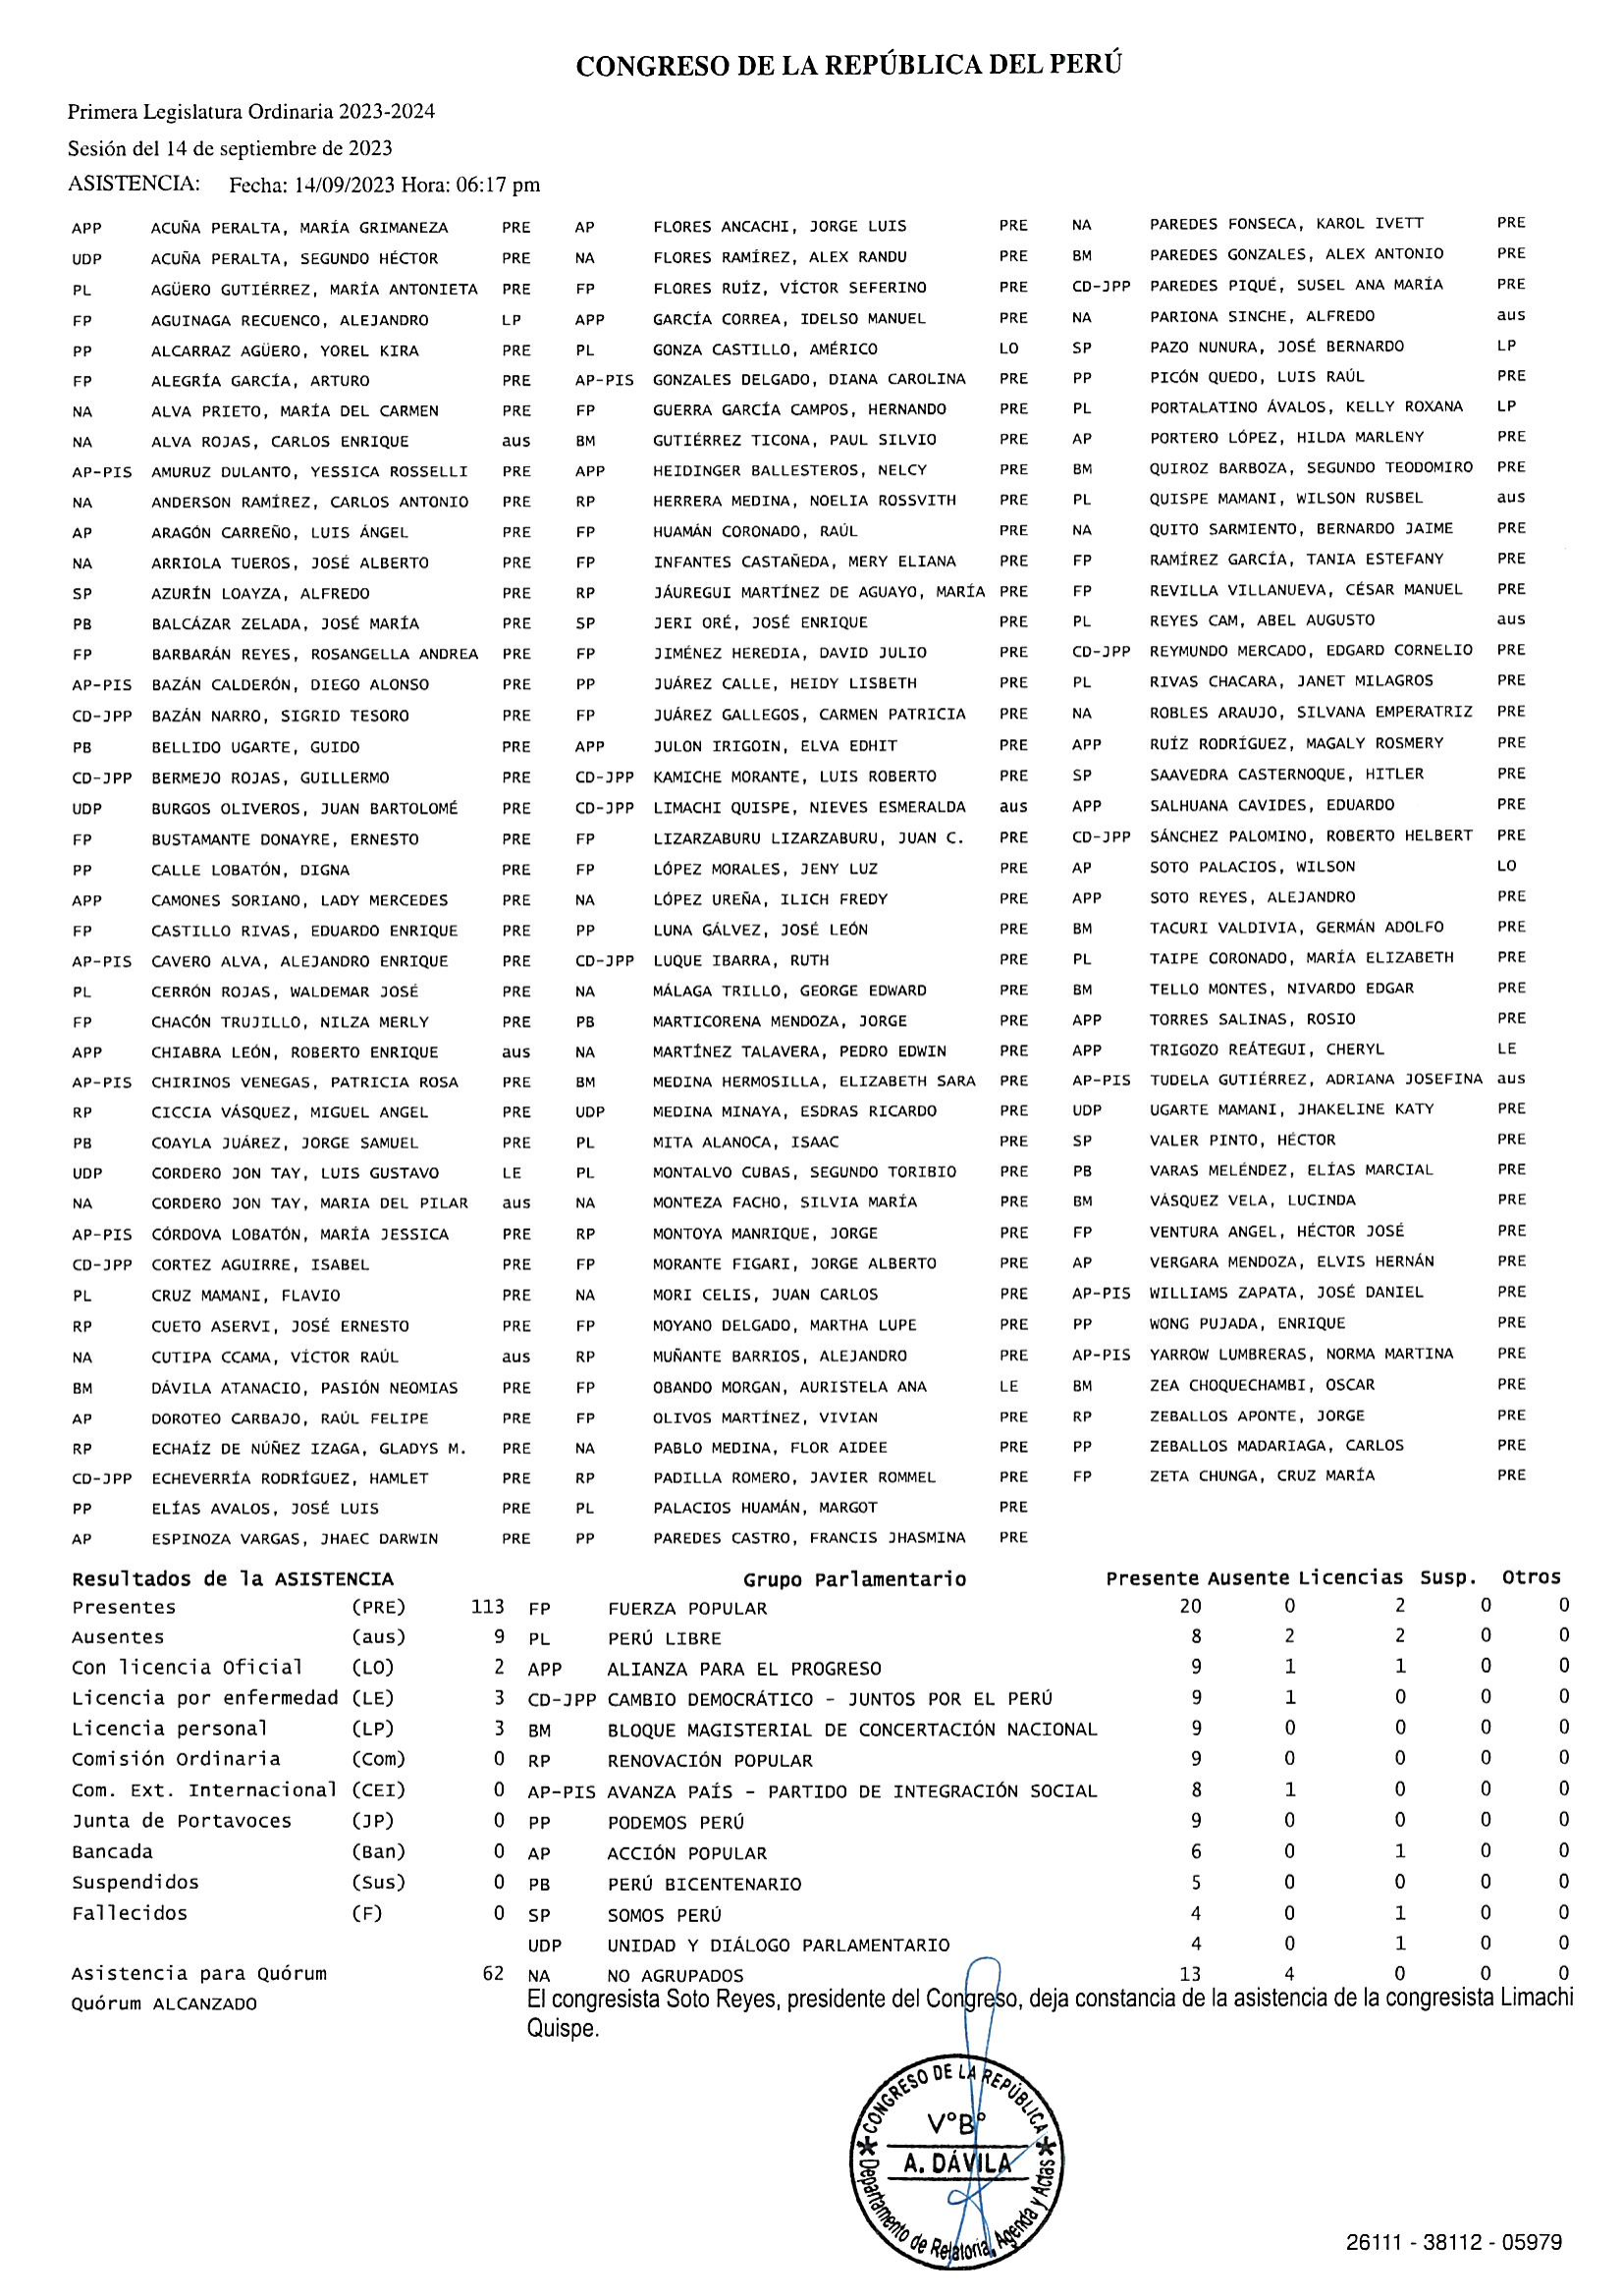 CONGRESO DE LA REPÚBLICA DEL PERÚ
Primera Legislatura Ordinaria 2023-2024
Sesión del 14 de septiembre de 2023
ASISTENCIA: Fecha: 14/09/2023 Hora: 06:17 pm
APP ACUÑA PERALTA, MARÍA GRIMANEZA PRE AP FLORES ANCACHI, JORGE LUIS PRE NA PAREDES FONSECA, KAROL IVETT PRE
UDP ACUÑA PERALTA, SEGUNDO HÉCTOR PRE NA FLORES RAMÍREZ, ALEX RANDU PRE BM PAREDES GONZALES, ALEX ANTONIO PRE
PL AGÜERO GUTIÉRREZ, MARÍA ANTONIETA PRE FP FLORES RUÍZ, VÍCTOR SEFERINO PRE CD-JPP PAREDES PIQUÉ, SUSEL ANA MARÍA PRE
FP AGUINAGA RECUENCO, ALEJANDRO LP APP GARCÍA CORREA, IDELSO MANUEL PRE NA PARIONA SINCHE, ALFREDO aus
PP ALCARRAZ AGÜERO, YOREL KIRA PRE PL GONZA CASTILLO, AMÉRICO LO SP PAZO NUNURA, JOSÉ BERNARDO LP
FP ALEGRÍA GARCÍA, ARTURO PRE AP-PIS GONZALES DELGADO, DIANA CAROLINA PRE PP PICÓN QUEDO, LUIS RAÚL PRE
NA ALVA PRIETO, MARÍA DEL CARMEN PRE FP GUERRA GARCÍA CAMPOS, HERNANDO PRE PL PORTALATINO ÁVALOS, KELLY ROXANA LP
NA ALVA ROJAS, CARLOS ENRIQUE aus BM GUTIÉRREZ TICONA, PAUL SILVIO PRE AP PORTERO LÓPEZ, HILDA MARLENY PRE
AP-PIS AMURUZ DULANTO, YESSICA ROSSELLI PRE APP HEIDINGER BALLESTEROS, NELCY PRE BM QUIROZ BARBOZA, SEGUNDO TEODOMIRO PRE
NA ANDERSON RAMÍREZ, CARLOS ANTONIO PRE RP HERRERA MEDINA, NOELIA ROSSVITH PRE PL QUISPE MAMANI, WILSON RUSBEL aus
AP ARAGÓN CARREÑO, LUIS ÁNGEL PRE FP HUAMÁN CORONADO, RAÚL PRE NA QUITO SARMIENTO, BERNARDO JAIME PRE
NA ARRIOLA TUEROS, JOSÉ ALBERTO PRE FP INFANTES CASTAÑEDA, MERY ELIANA PRE FP RAMÍREZ GARCÍA, TANIA ESTEFANY PRE
SP AZURÍN LOAYZA, ALFREDO PRE RP JÁUREGUI MARTÍNEZ DE AGUAYO, MARÍA PRE FP REVILLA VILLANUEVA, CÉSAR MANUEL PRE
PB BALCÁZAR ZELADA, JOSÉ MARÍA PRE SP JERI ORÉ, JOSÉ ENRIQUE PRE PL REYES CAM, ABEL AUGUSTO aus
FP BARBARÁN REYES, ROSANGELLA ANDREA PRE FP JIMÉNEZ HEREDIA, DAVID JULIO PRE CD-JPP REYMUNDO MERCADO, EDGARD CORNELIO PRE
AP-PIS BAZÁN CALDERÓN, DIEGO ALONSO PRE PP JUÁREZ CALLE, HEIDY LISBETH PRE PL RIVAS CHACARA, JANET MILAGROS PRE
CD-JPP BAZÁN NARRO, SIGRID TESORO PRE FP JUÁREZ GALLEGOS, CARMEN PATRICIA PRE NA ROBLES ARAUJO, SILVANA EMPERATRIZ PRE
PB BELLIDO UGARTE, GUIDO PRE APP JULON IRIGOIN, ELVA EDHIT PRE APP RUÍZ RODRÍGUEZ, MAGALY ROSMERY PRE
CD-JPP BERMEJO ROJAS, GUILLERMO PRE CD-JPP KAMICHE MORANTE, LUIS ROBERTO PRE SP SAAVEDRA CASTERNOQUE, HITLER PRE
UDP BURGOS OLIVEROS, JUAN BARTOLOMÉ PRE CD-JPP LIMACHI QUISPE, NIEVES ESMERALDA aus APP SALHUANA CAVIDES, EDUARDO PRE
FP BUSTAMANTE DONAYRE, ERNESTO PRE FP LIZARZABURU LIZARZABURU, JUAN C. PRE CD-JPP SÁNCHEZ PALOMINO, ROBERTO HELBERT PRE
PP CALLE LOBATÓN, DIGNA PRE FP LÓPEZ MORALES, JENY LUZ PRE AP SOTO PALACIOS, WILSON LO
APP CAMONES SORIANO, LADY MERCEDES PRE NA LÓPEZ UREÑA, ILICH FREDY PRE APP SOTO REYES, ALEJANDRO PRE
FP CASTILLO RIVAS, EDUARDO ENRIQUE PRE PP LUNA GÁLVEZ, JOSÉ LEÓN PRE BM TACURI VALDIVIA, GERMÁN ADOLFO PRE
AP-PIS CAVERO ALVA, ALEJANDRO ENRIQUE PRE CD-JPP LUQUE IBARRA, RUTH PRE PL TAIPE CORONADO, MARÍA ELIZABETH PRE
PL CERRÓN ROJAS, WALDEMAR JOSÉ PRE NA MÁLAGA TRILLO, GEORGE EDWARD PRE BM TELLO MONTES, NIVARDO EDGAR PRE
FP CHACÓN TRUJILLO, NILZA MERLY PRE PB MARTICORENA MENDOZA, JORGE PRE APP TORRES SALINAS, ROSIO PRE
APP CHIABRA LEÓN, ROBERTO ENRIQUE aus NA MARTÍNEZ TALAVERA, PEDRO EDWIN PRE APP TRIGOZO REÁTEGUI, CHERYL LE
AP-PIS CHIRINOS VENEGAS, PATRICIA ROSA PRE BM MEDINA HERMOSILLA, ELIZABETH SARA PRE AP-PIS TUDELA GUTIÉRREZ, ADRIANA JOSEFINA aus
RP CICCIA VÁSQUEZ, MIGUEL ANGEL PRE UDP MEDINA MINAYA, ESDRAS RICARDO PRE UDP UGARTE MAMANI, JHAKELINE KATY PRE
PB COAYLA JUÁREZ, JORGE SAMUEL PRE PL MITA ALANOCA, ISAAC PRE SP VALER PINTO, HÉCTOR PRE
UDP CORDERO JON TAY, LUIS GUSTAVO LE PL MONTALVO CUBAS, SEGUNDO TORIBIO PRE PB VARAS MELÉNDEZ, ELÍAS MARCIAL PRE
NA CORDERO JON TAY, MARIA DEL PILAR aus NA MONTEZA FACHO, SILVIA MARÍA PRE BM VÁSQUEZ VELA, LUCINDA PRE
AP-PIS CÓRDOVA LOBATÓN, MARÍA JESSICA PRE RP MONTOYA MANRIQUE, JORGE PRE FP VENTURA ANGEL, HÉCTOR JOSÉ PRE
CD-JPP CORTEZ AGUIRRE, ISABEL PRE FP MORANTE FIGARI, JORGE ALBERTO PRE AP VERGARA MENDOZA, ELVIS HERNÁN PRE
PL CRUZ MAMANI, FLAVIO PRE NA MORI CELIS, JUAN CARLOS PRE AP-PIS WILLIAMS ZAPATA, JOSÉ DANIEL PRE
RP CUETO ASERVI, JOSÉ ERNESTO PRE FP MOYANO DELGADO, MARTHA LUPE PRE PP WONG PUJADA, ENRIQUE PRE
NA CUTIPA CCAMA, VÍCTOR RAÚL aus RP MUÑANTE BARRIOS, ALEJANDRO PRE AP-PIS YARROW LUMBRERAS, NORMA MARTINA PRE
BM DÁVILA ATANACIO, PASIÓN NEOMIAS PRE FP OBANDO MORGAN, AURISTELA ANA LE BM ZEA CHOQUECHAMBI, OSCAR PRE
AP DOROTEO CARBAJO, RAÚL FELIPE PRE FP OLIVOS MARTÍNEZ, VIVIAN PRE RP ZEBALLOS APONTE, JORGE PRE
RP ECHAÍZ DE NÚÑEZ IZAGA, GLADYS M. PRE NA PABLO MEDINA, FLOR AIDEE PRE PP ZEBALLOS MADARIAGA, CARLOS PRE
CD-JPP ECHEVERRÍA RODRÍGUEZ, HAMLET PRE RP PADILLA ROMERO, JAVIER ROMMEL PRE FP ZETA CHUNGA, CRUZ MARÍA PRE
PP ELÍAS AVALOS, JOSÉ LUIS PRE PL PALACIOS HUAMÁN, MARGOT PRE
AP ESPINOZA VARGAS, JHAEC DARWIN PRE PP PAREDES CASTRO, FRANCIS JHASMINA PRE
Resultados de la ASISTENCIA Grupo Parlamentario Presente Ausente Licencias Susp. Otros
Presentes (PRE) 113 FP FUERZA POPULAR 20 0 2 0 0
Ausentes (aus) 9 PL PERÚ LIBRE 8 2 2 0 0
Con licencia Oficial (LO) 2 APP ALIANZA PARA EL PROGRESO 9 1 1 0 0
Licencia por enfermedad (LE) 3 CD-JPP CAMBIO DEMOCRÁTICO - JUNTOS POR EL PERÚ 9 1 0 0 0
Licencia personal (LP) 3 BM BLOQUE MAGISTERIAL DE CONCERTACIÓN NACIONAL 9 0 0 0 0
Comisión Ordinaria (Com) 0 RP RENOVACIÓN POPULAR 9 0 0 0 0
Com. Ext. Internacional (CEI) 0 AP-PIS AVANZA PAÍS - PARTIDO DE INTEGRACIÓN SOCIAL 8 1 0 0 0
Junta de Portavoces (JP) 0 PP PODEMOS PERÚ 9 0 0 0 0
Bancada (Ban) 0 AP ACCIÓN POPULAR 6 0 1 0 0
Suspendidos (Sus) 0 PB PERÚ BICENTENARIO 5 0 0 0 0
Fallecidos (F) 0 SP SOMOS PERÚ 4 0 1 0 0
UDP UNIDAD Y DIÁLOGO PARLAMENTARIO 4 0 1 0 0
Asistencia para Quórum 62 NA NO AGRUPADOS 13 4 0 0 0
Quórum ALCANZADO
El congresista Soto Reyes, presidente del Congreso, deja constancia de la asistencia de la congresista Limachi
Quispe.
CONGRESO DE LA REPÚBLICA
V°B°
A. DÁVILA
Departamento de Relatoría, Agenda y Actas
26111 - 38112 - 05979